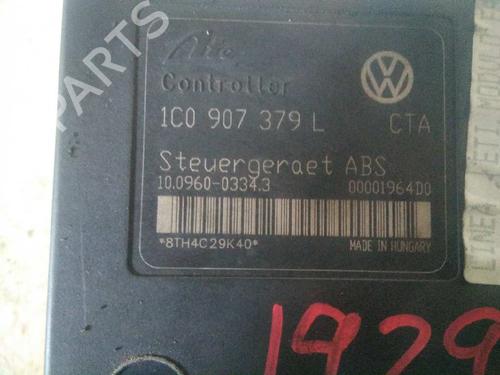 Ate
Controller
1C0 907 379 L CTA
Steuergeraet ABS
10.0960-0334.3 00001964D0
*8TH4C29K40* MADE IN HUNGARY
1929
PARTS